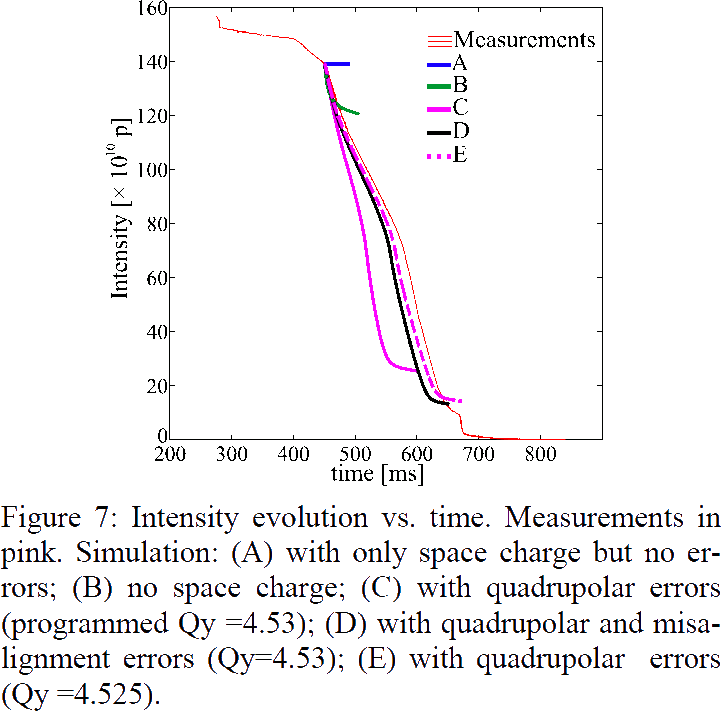 160
140
120
100
80
60
40
20
0
Intensity [× 10¹⁰ p]
Measurements
A
B
C
D
E
200 300 400 500 600 700 800
time [ms]
Figure 7: Intensity evolution vs. time. Measurements in
pink. Simulation: (A) with only space charge but no er-
rors; (B) no space charge; (C) with quadrupolar errors
(programmed Qy =4.53); (D) with quadrupolar and misa-
lignment errors (Qy=4.53); (E) with quadrupolar errors
(Qy =4.525).